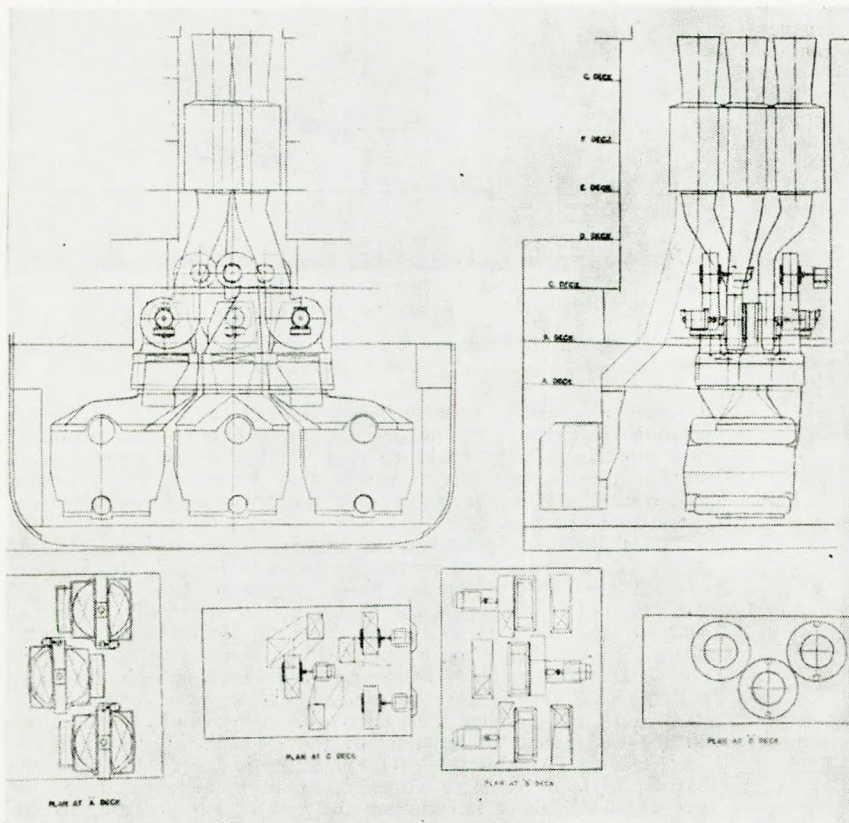 G. DECK
F. DECK
E. DECK
D. DECK
C. DECK
B. DECK
A. DECK
PLAN AT 'A' DECK
PLAN AT C DECK
PLAN AT 'B' DECK
PLAN AT E DECK